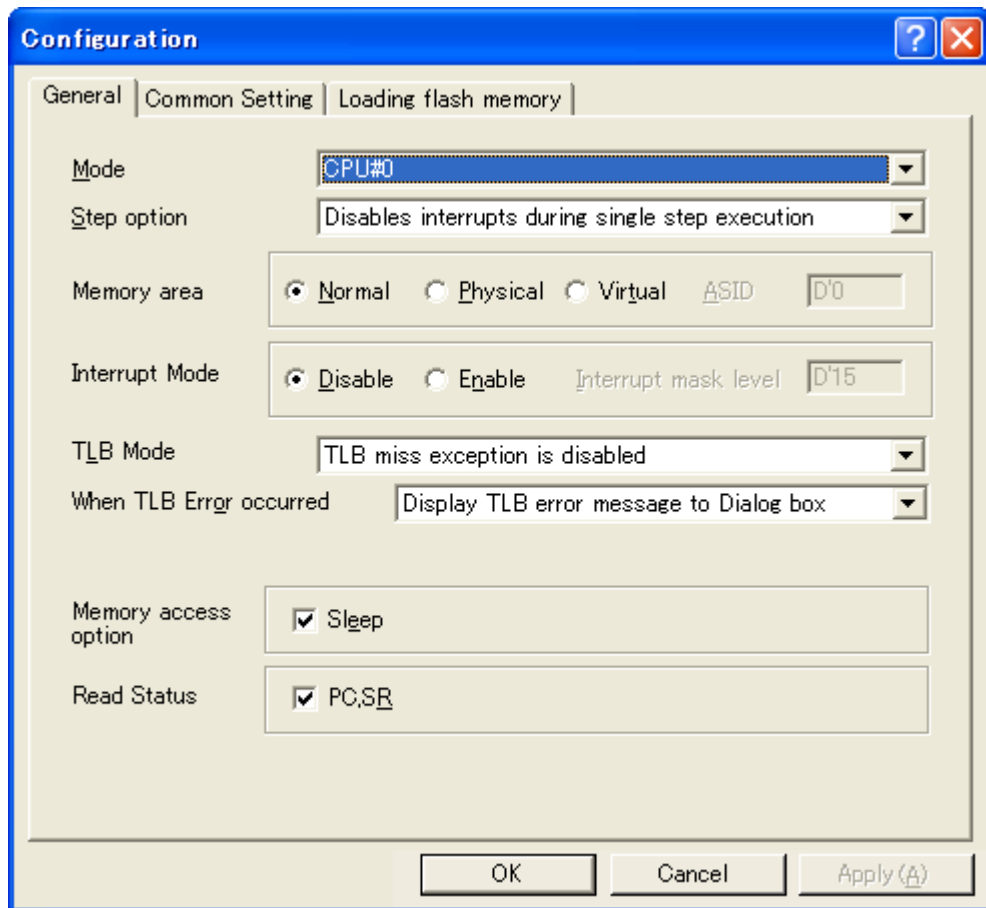 Configuration
General Common Setting Loading flash memory
Mode CPU#0
Step option Disables interrupts during single step execution
Memory area Normal Physical Virtual ASID D'0
Interrupt Mode Disable Enable Interrupt mask level D'15
TLB Mode TLB miss exception is disabled
When TLB Error occurred Display TLB error message to Dialog box
Memory access
option
Sleep
Read Status PC,SR
OK Cancel Apply(A)